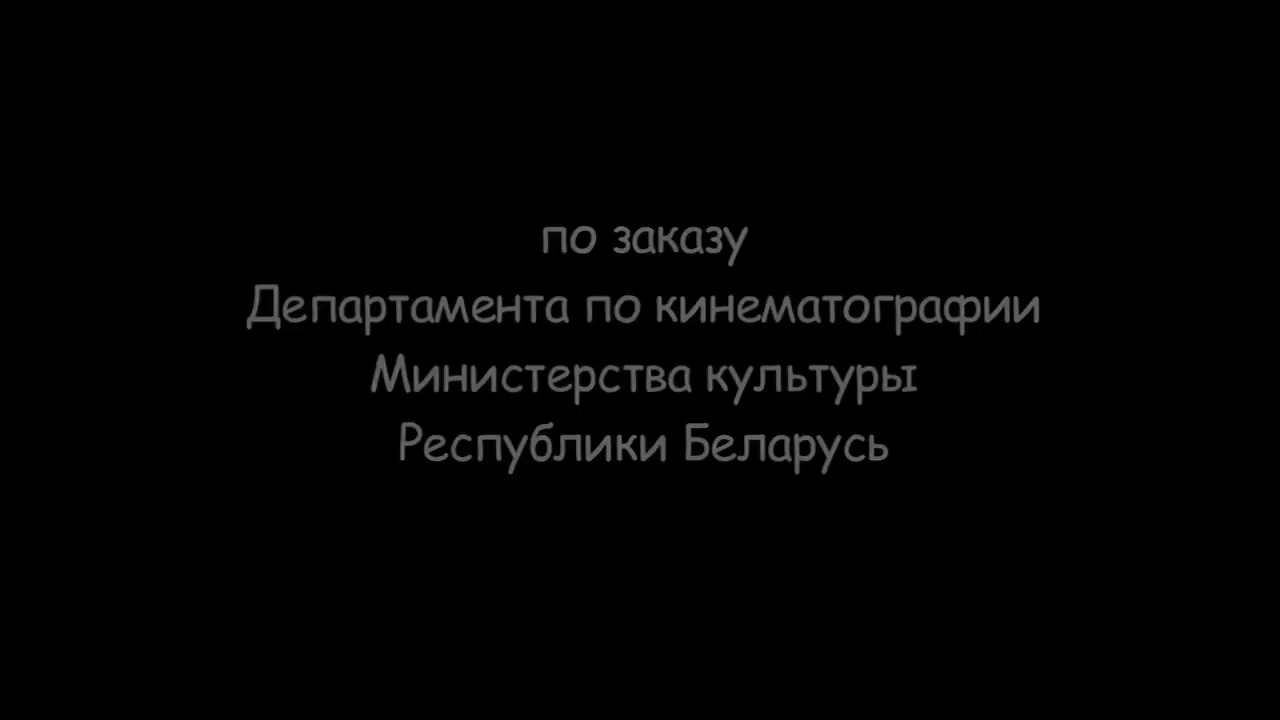 по заказу
Департамента по кинематографии
Министерства культуры
Республики Беларусь